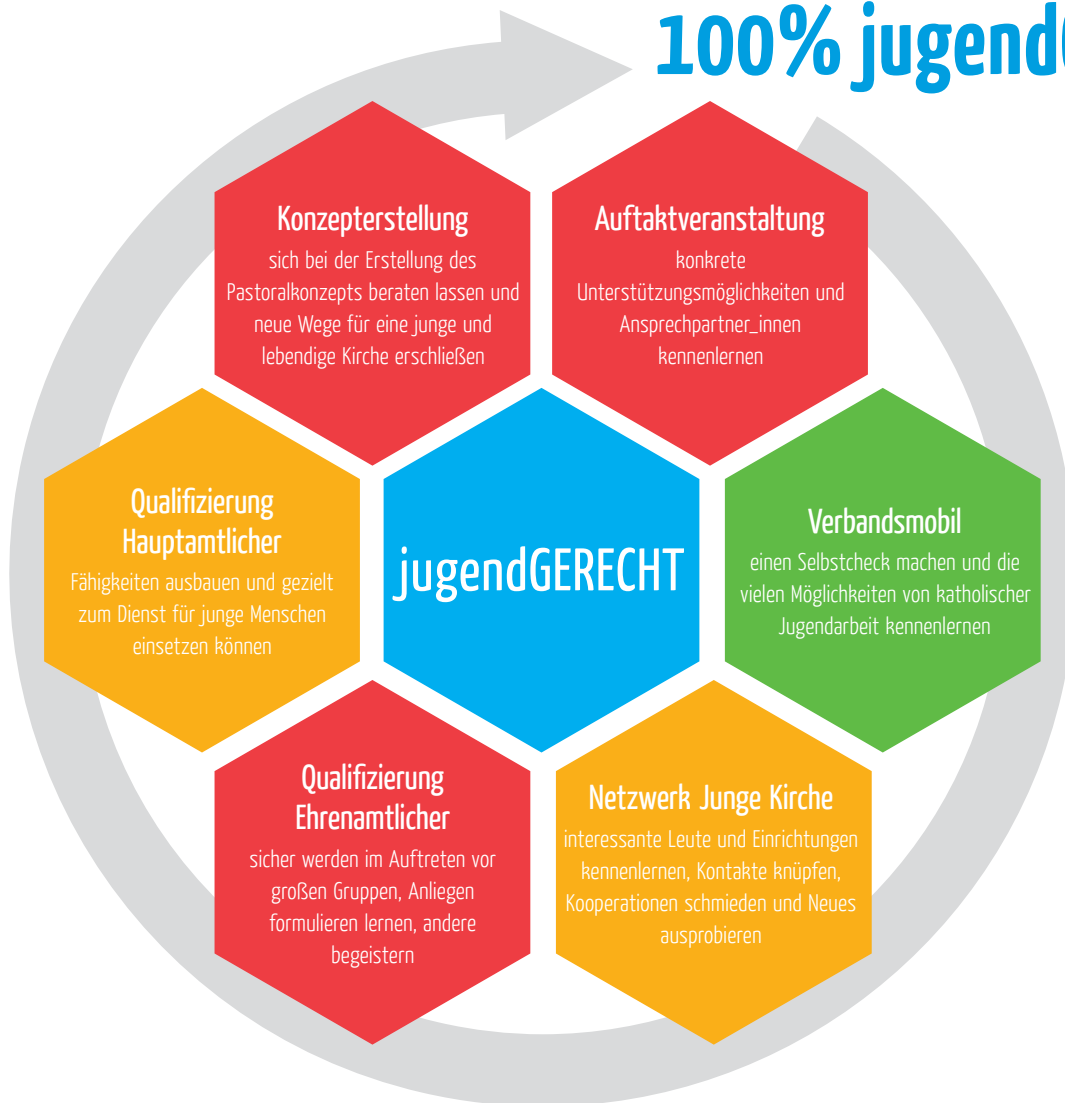 100% jugend
Konzepterstellung
sich bei der Erstellung des
Pastoralkonzepts beraten lassen und
neue Wege für eine junge und
lebendige Kirche erschließen
Auftaktveranstaltung
konkrete
Unterstützungsmöglichkeiten und
Ansprechpartner_innen
kennenlernen
Qualifizierung
Hauptamtlicher
Fähigkeiten ausbauen und gezielt
zum Dienst für junge Menschen
einsetzen können
jugendGERECHT
Verbandsmobil
einen Selbstcheck machen und die
vielen Möglichkeiten von katholischer
Jugendarbeit kennenlernen
Qualifizierung
Ehrenamtlicher
sicher werden im Auftreten vor
großen Gruppen, Anliegen
formulieren lernen, andere
begeistern
Netzwerk Junge Kirche
interessante Leute und Einrichtungen
kennenlernen, Kontakte knüpfen,
Kooperationen schmieden und Neues
ausprobieren